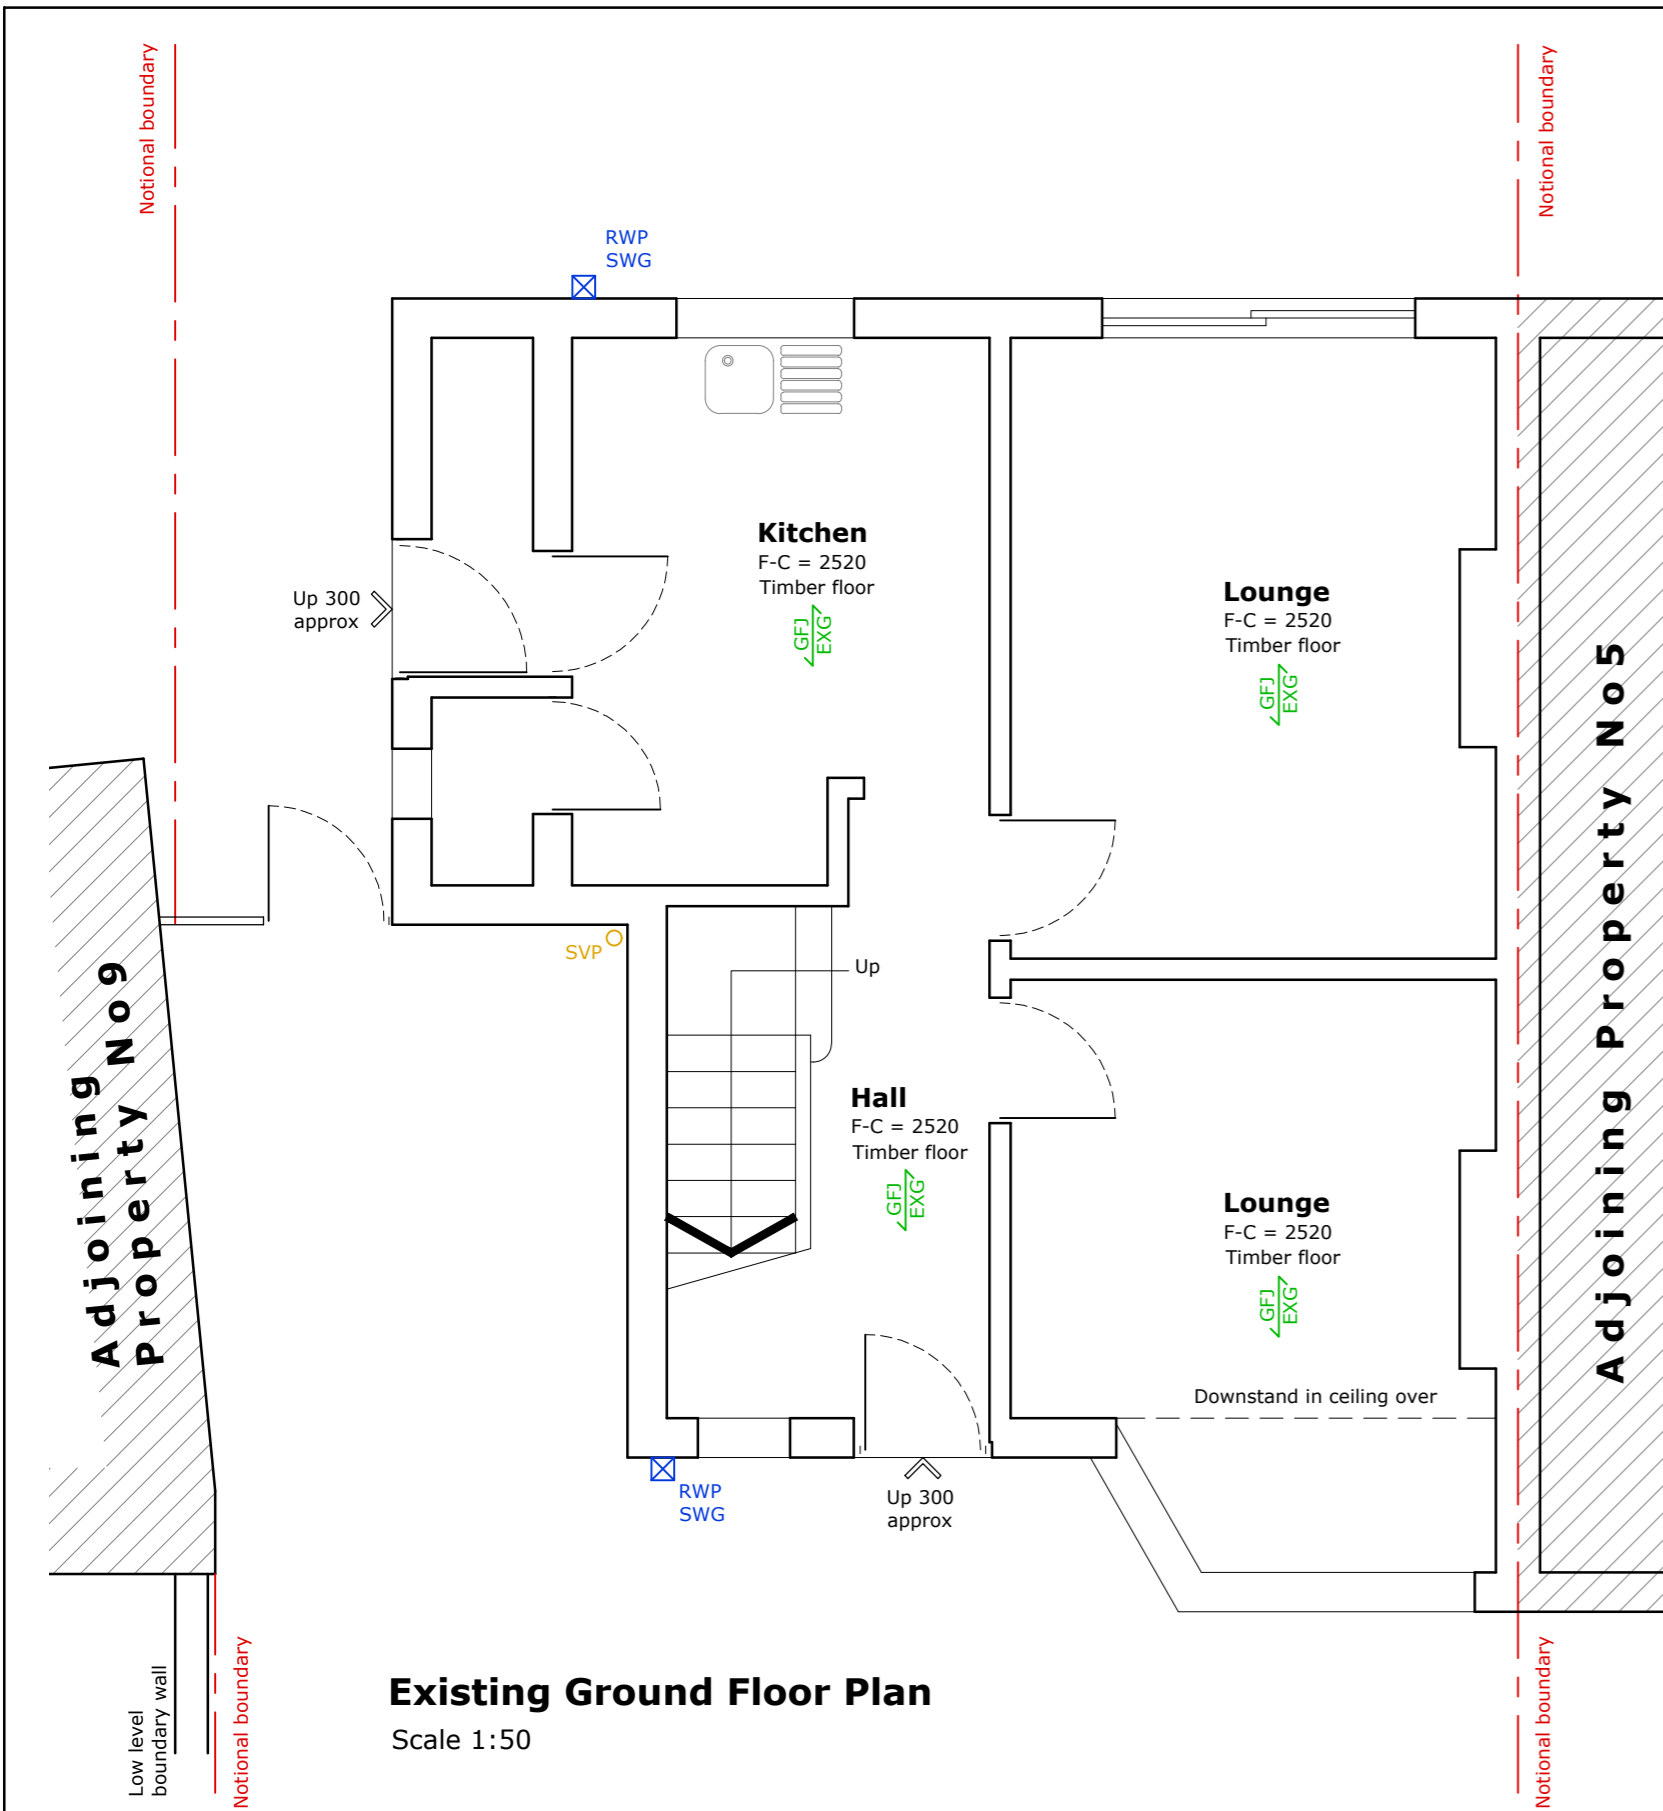 Notional boundary
Notional boundary
RWP
SWG
Kitchen
F-C = 2520
Timber floor
GFJ
EXG
Up 300
approx
Lounge
F-C = 2520
Timber floor
GFJ
EXG
Adjoining Property No5
SVP
Up
Adjoining
Property No9
Hall
F-C = 2520
Timber floor
GFJ
EXG
Lounge
F-C = 2520
Timber floor
GFJ
EXG
Downstand in ceiling over
RWP
SWG
Up 300
approx
Low level
boundary wall
Notional boundary
Existing Ground Floor Plan
Scale 1:50
Notional boundary